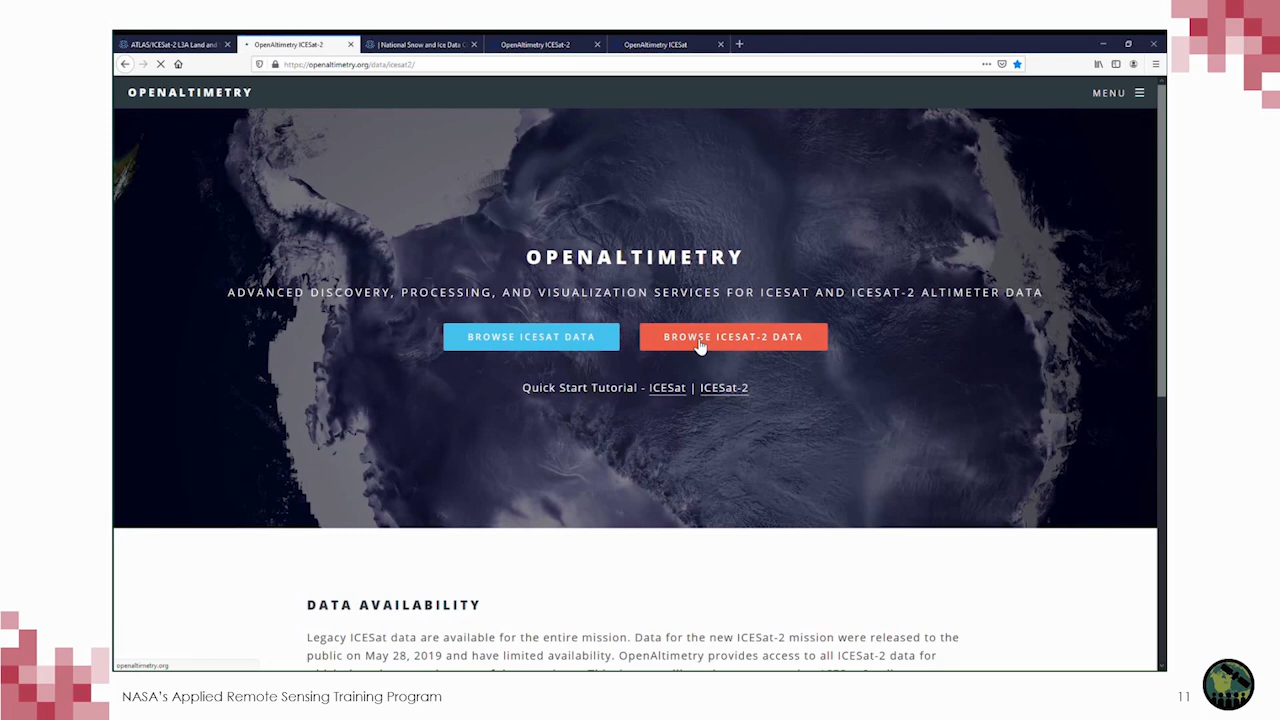 ATLAS/ICESat-2 L3A Land and
OpenAltimetry ICESat-2
| National Snow and Ice Data C
OpenAltimetry ICESat-2
OpenAltimetry ICESat
https://openaltimetry.org/data/icesat2/
OPENALTIMETRY
MENU
OPENALTIMETRY
ADVANCED DISCOVERY, PROCESSING, AND VISUALIZATION SERVICES FOR ICESAT AND ICESAT-2 ALTIMETER DATA
BROWSE ICESAT DATA
BROWSE ICESAT-2 DATA
Quick Start Tutorial - ICESat | ICESat-2
DATA AVAILABILITY
Legacy ICESat data are available for the entire mission. Data for the new ICESat-2 mission were released to the
public on May 28, 2019 and have limited availability. OpenAltimetry provides access to all ICESat-2 data for
openaltimetry.org
NASA's Applied Remote Sensing Training Program
11